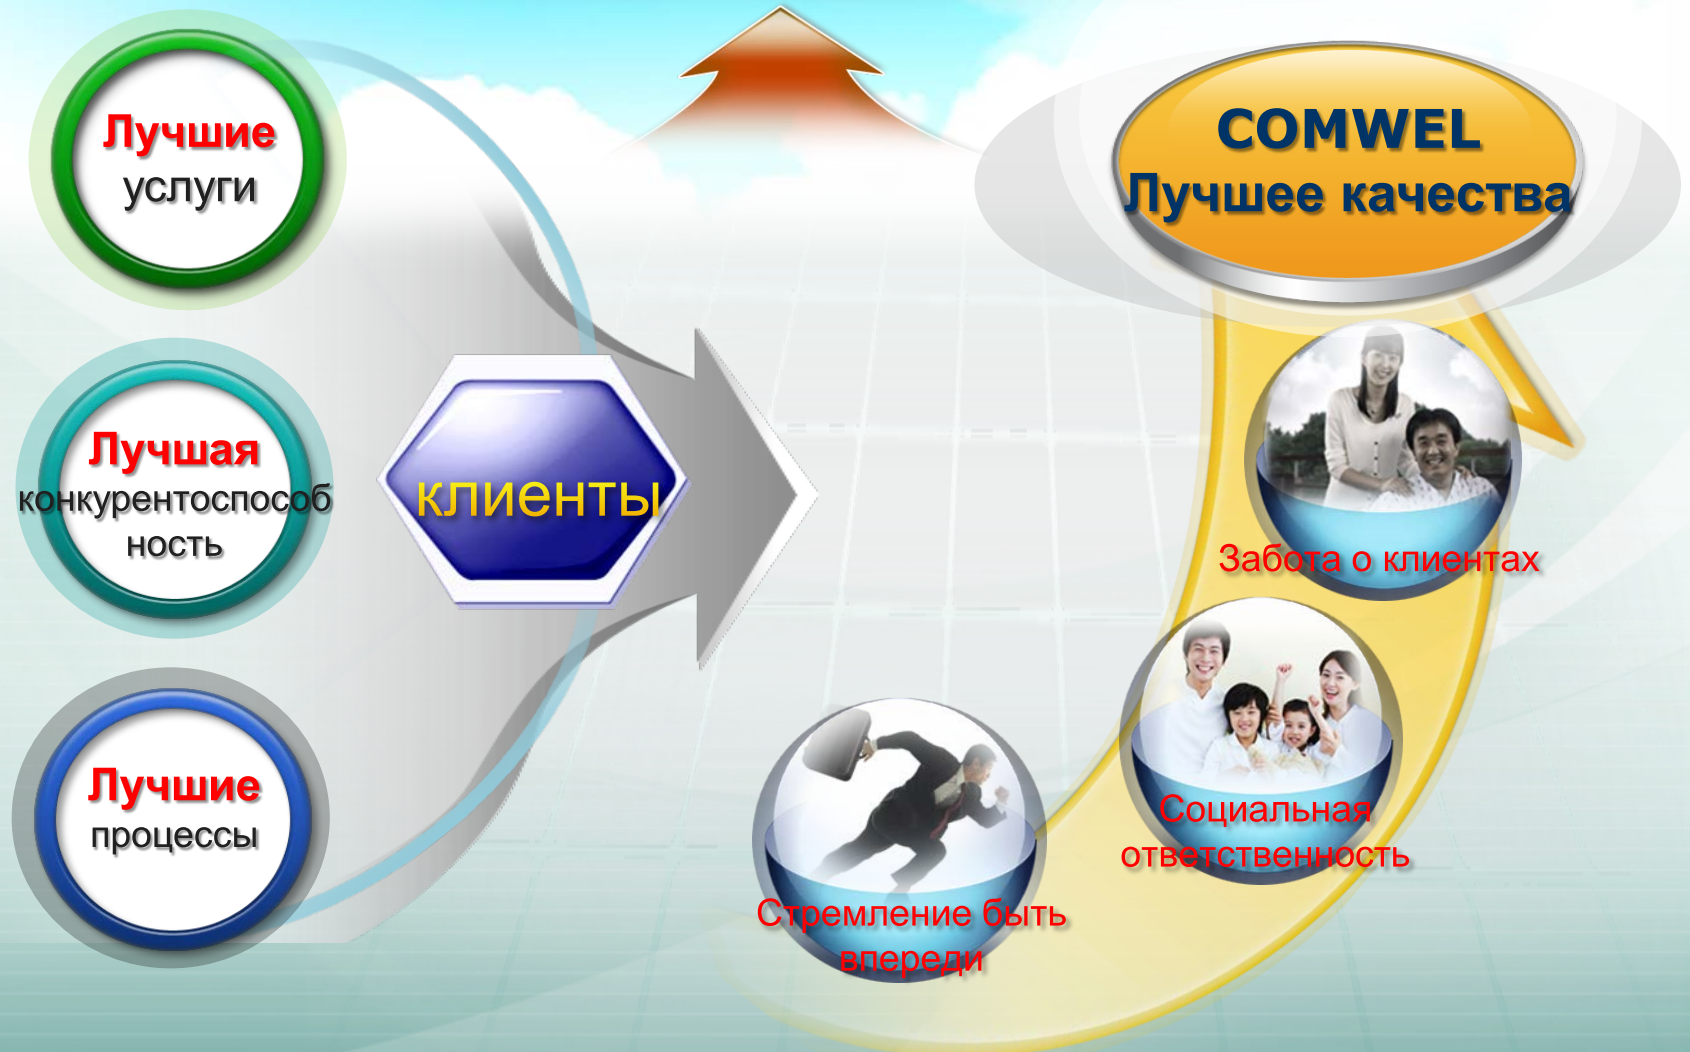 Лучшие
услуги
Лучшая
конкурентоспособ
ность
Лучшие
процессы
клиенты
COMWEL
Лучшее качества
Забота о клиентах
Социальная
ответственность
Стремление быть
впереди